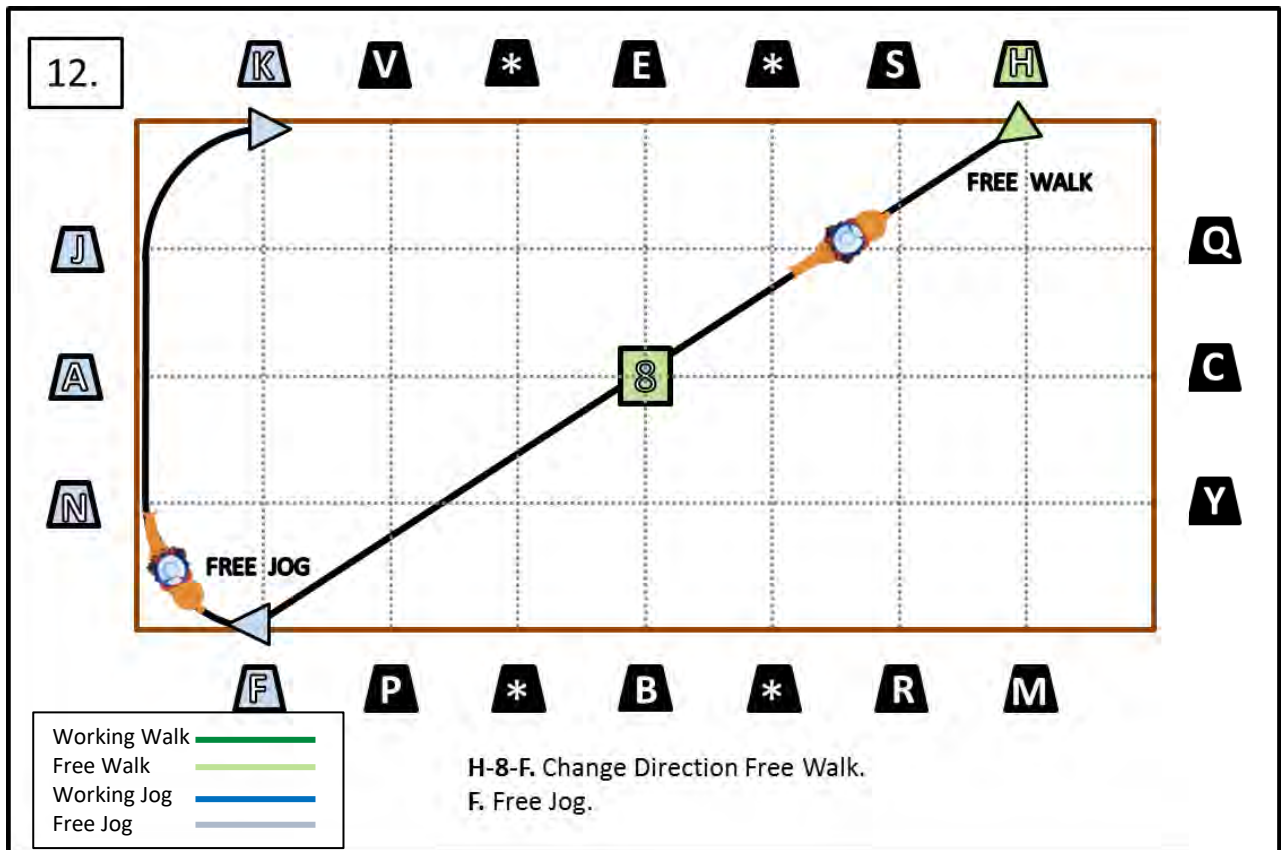 12.
K V * E * S H
FREE WALK
J
Q
8
A
C
N
Y
FREE JOG
F P * B * R M
Working Walk
Free Walk
Working Jog
Free Jog
H-8-F. Change Direction Free Walk.
F. Free Jog.